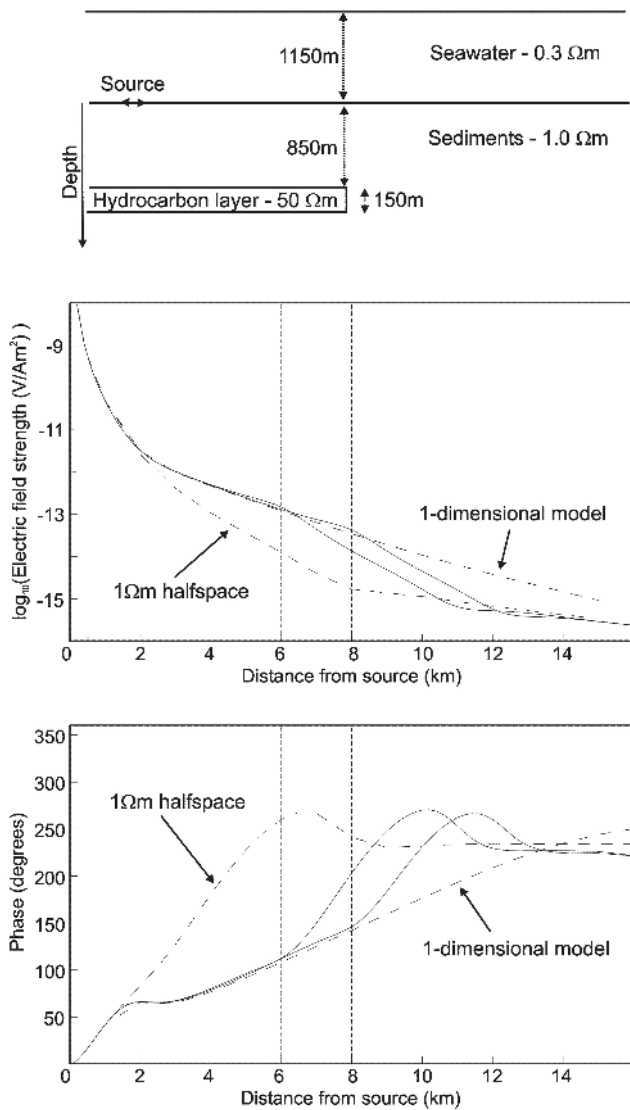 1150m
Seawater - 0.3 Ωm
Source
Sediments - 1.0 Ωm
850m
Depth
Hydrocarbon layer - 50 Ωm
150m
log₁₀(Electric field strength (V/Am²))
-9
-11
-13
-15
1-dimensional model
1Ωm halfspace
0 2 4 6 8 10 12 14
Distance from source (km)
Phase (degrees)
350
300
250
200
150
100
50
1Ωm halfspace
1-dimensional model
0 2 4 6 8 10 12 14
Distance from source (km)